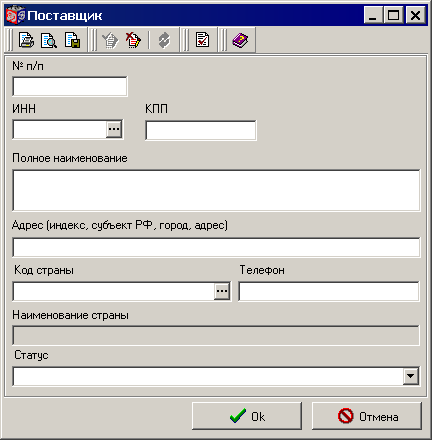 Поставщик
№ п/п
ИНН КПП
Полное наименование
Адрес (индекс, субъект РФ, город, адрес)
Код страны Телефон
Наименование страны
Статус
Ok Отмена